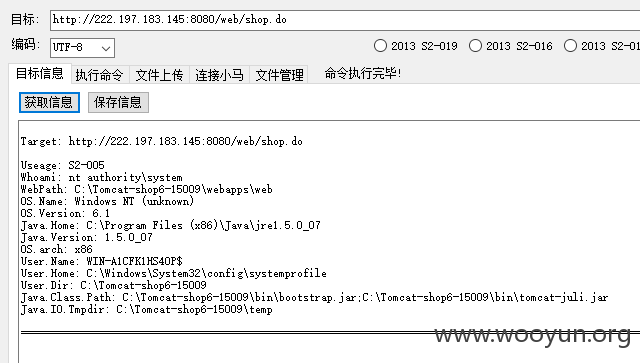 目标: http://222.197.183.145:8080/web/shop.do
编码: UTF-8 2013 S2-019 2013 S2-016 2013 S2-01
目标信息 执行命令 文件上传 连接小马 文件管理 命令执行完毕!
获取信息 保存信息
Target: http://222.197.183.145:8080/web/shop.do
Useage: S2-005
Whoami: nt authority\system
WebPath: C:\Tomcat-shop6-15009\webapps\web
OS.Name: Windows NT (unknown)
OS.Version: 6.1
Java.Home: C:\Program Files (x86)\Java\jre1.5.0_07
Java.Version: 1.5.0_07
OS.arch: x86
User.Name: WIN-A1CFK1HS4OP$
User.Home: C:\Windows\System32\config\systemprofile
User.Dir: C:\Tomcat-shop6-15009
Java.Class.Path: C:\Tomcat-shop6-15009\bin\bootstrap.jar;C:\Tomcat-shop6-15009\bin\tomcat-juli.jar
Java.IO.Tmpdir: C:\Tomcat-shop6-15009\temp
www.wooyun.org